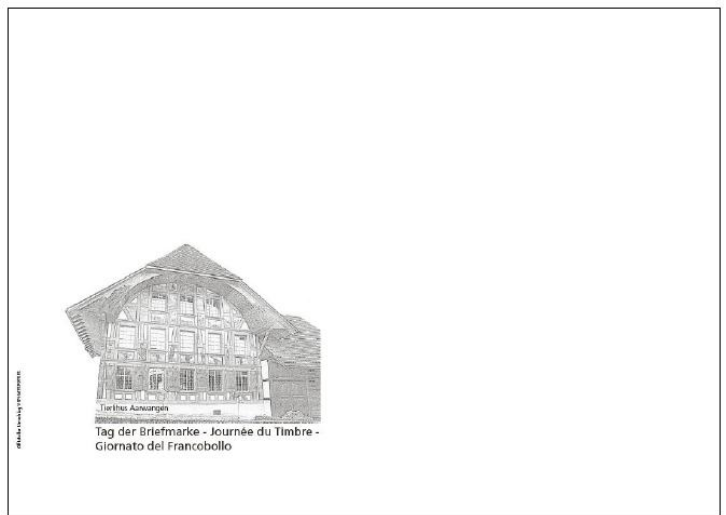 Tierlihus Aarwangen
Tag der Briefmarke - Journée du Timbre -
Giornato del Francobollo